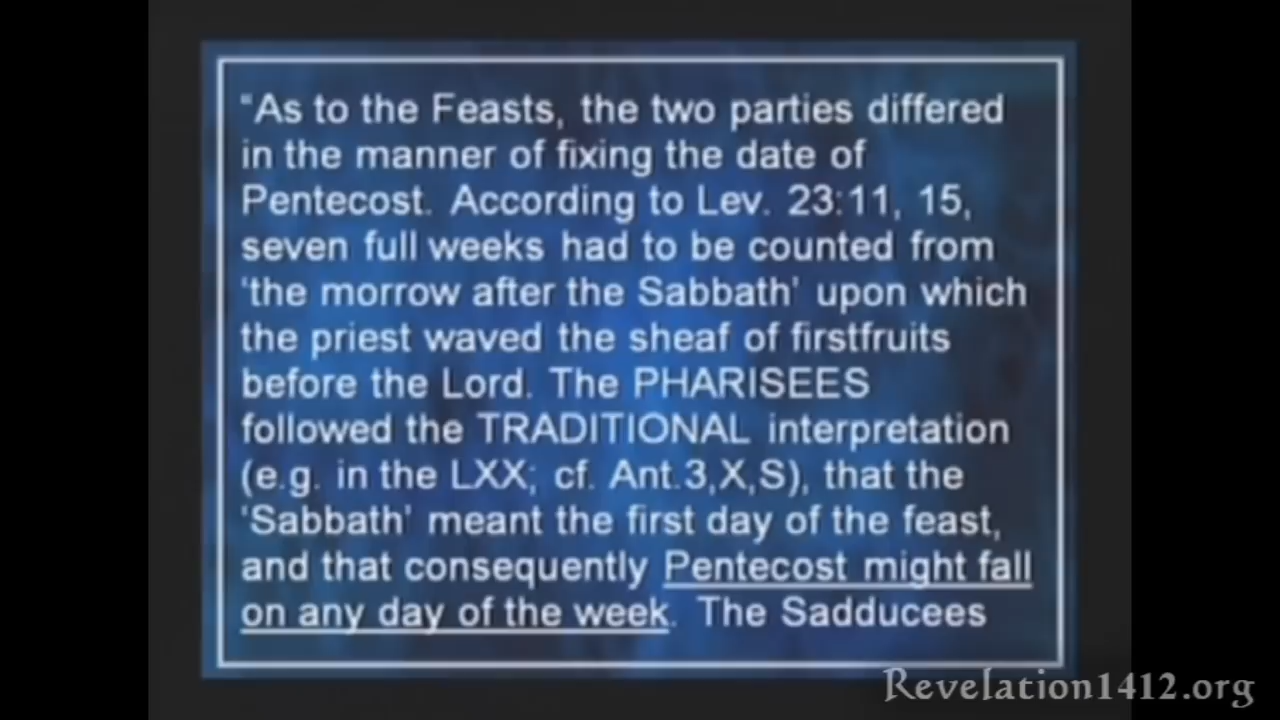 “As to the Feasts, the two parties differed
in the manner of fixing the date of
Pentecost. According to Lev. 23:11, 15,
seven full weeks had to be counted from
‘the morrow after the Sabbath’ upon which
the priest waved the sheaf of firstfruits
before the Lord. The PHARISEES
followed the TRADITIONAL interpretation
(e.g. in the LXX; cf. Ant.3,X,S), that the
‘Sabbath’ meant the first day of the feast,
and that consequently Pentecost might fall
on any day of the week. The Sadducees
Revelation1412.org